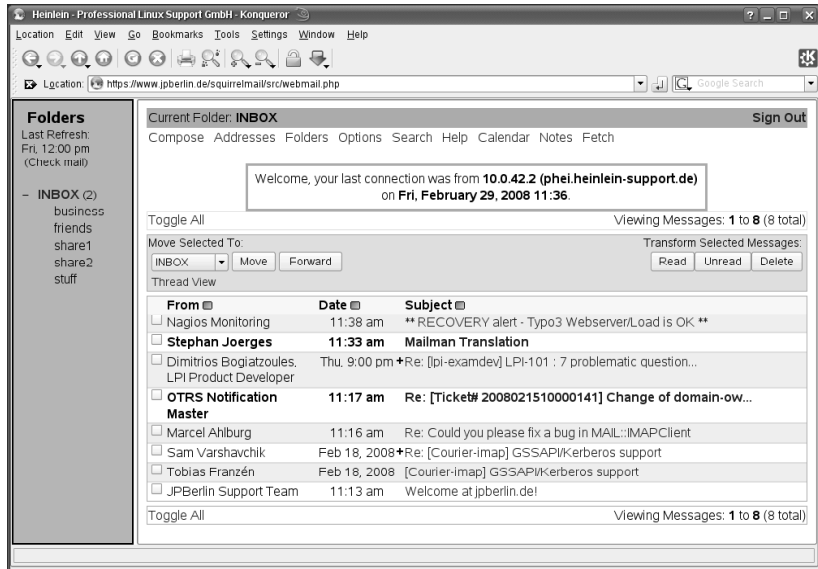 Heinlein - Professional Linux Support GmbH - Konqueror
Location Edit View Go Bookmarks Tools Settings Window Help
Location: https://www.jpberlin.de/squirrelmail/src/webmail.php
Google Search
Folders
Last Refresh:
Fri, 12:00 pm
(Check mail)
– INBOX (2)
business
friends
share1
share2
stuff
Current Folder: INBOX Sign Out
Compose Addresses Folders Options Search Help Calendar Notes Fetch
Welcome, your last connection was from 10.0.42.2 (phei.heinlein-support.de)
on Fri, February 29, 2008 11:36.
Toggle All Viewing Messages: 1 to 8 (8 total)
Move Selected To: Transform Selected Messages:
INBOX Move Forward Read Unread Delete
Thread View
From Date Subject
Nagios Monitoring 11:38 am ** RECOVERY alert - Typo3 Webserver/Load is OK **
Stephan Joerges 11:33 am Mailman Translation
Dimitrios Bogiatzoules, Thu, 9:00 pm +Re: [lpi-examdev] LPI-101 : 7 problematic question...
LPI Product Developer
OTRS Notification 11:17 am Re: [Ticket# 2008021510000141] Change of domain-ow...
Master
Marcel Ahlburg 11:16 am Re: Could you please fix a bug in MAIL::IMAPClient
Sam Varshavchik Feb 18, 2008 +Re: [Courier-imap] GSSAPI/Kerberos support
Tobias Franzén Feb 18, 2008 [Courier-imap] GSSAPI/Kerberos support
JPBerlin Support Team 11:13 am Welcome at jpberlin.de!
Toggle All Viewing Messages: 1 to 8 (8 total)